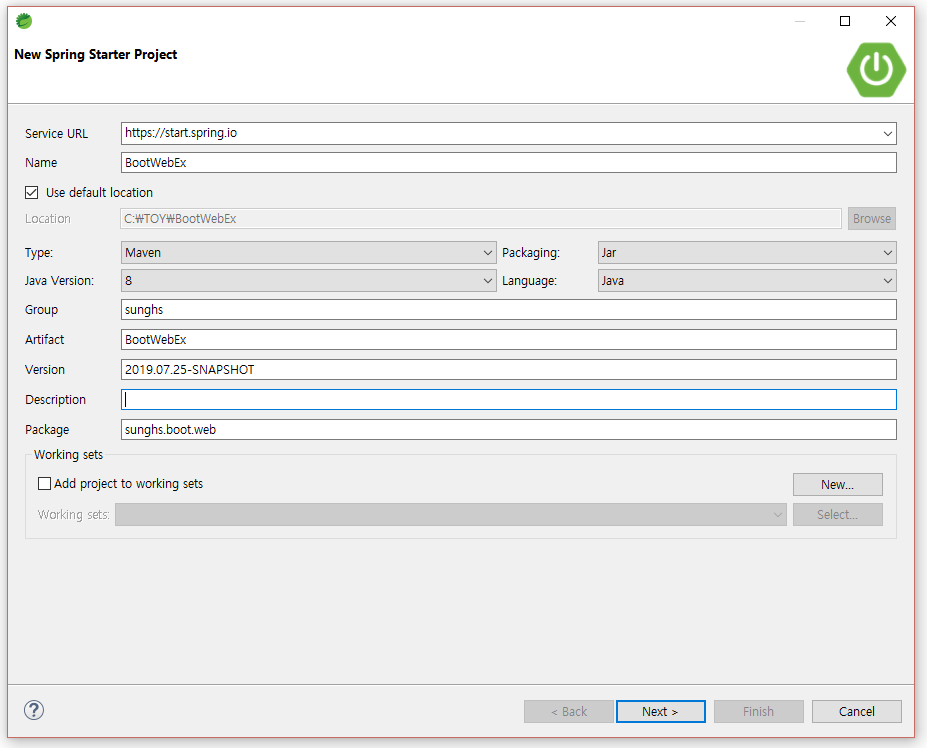 New Spring Starter Project
Service URL https://start.spring.io
Name BootWebEx
Use default location
Location C:₩TOY₩BootWebEx Browse
Type: Maven Packaging: Jar
Java Version: 8 Language: Java
Group sunghs
Artifact BootWebEx
Version 2019.07.25-SNAPSHOT
Description
Package sunghs.boot.web
Working sets
Add project to working sets New...
Working sets: Select...
? < Back Next > Finish Cancel